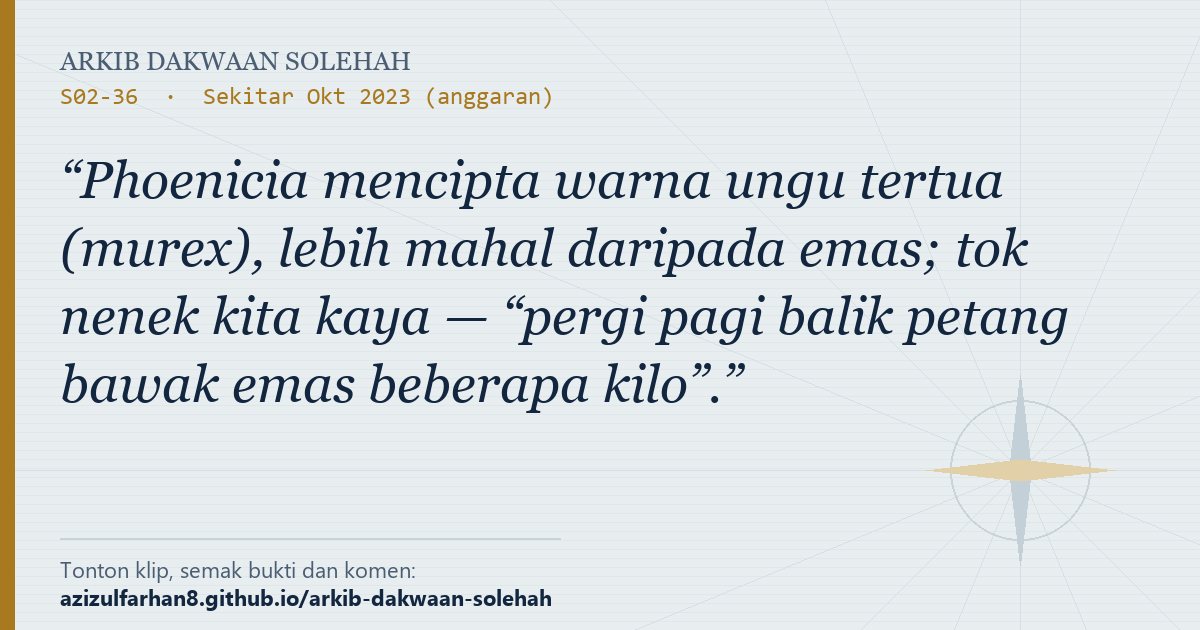 ARKIB DAKWAAN SOLEHAH
S02-36 · Sekitar Okt 2023 (anggaran)
“Phoenicia mencipta warna ungu tertua
(murex), lebih mahal daripada emas; tok
nenek kita kaya — “pergi pagi balik petang
bawak emas beberapa kilo”.”
Tonton klip, semak bukti dan komen:
azizulfarhan8.github.io/arkib-dakwaan-solehah